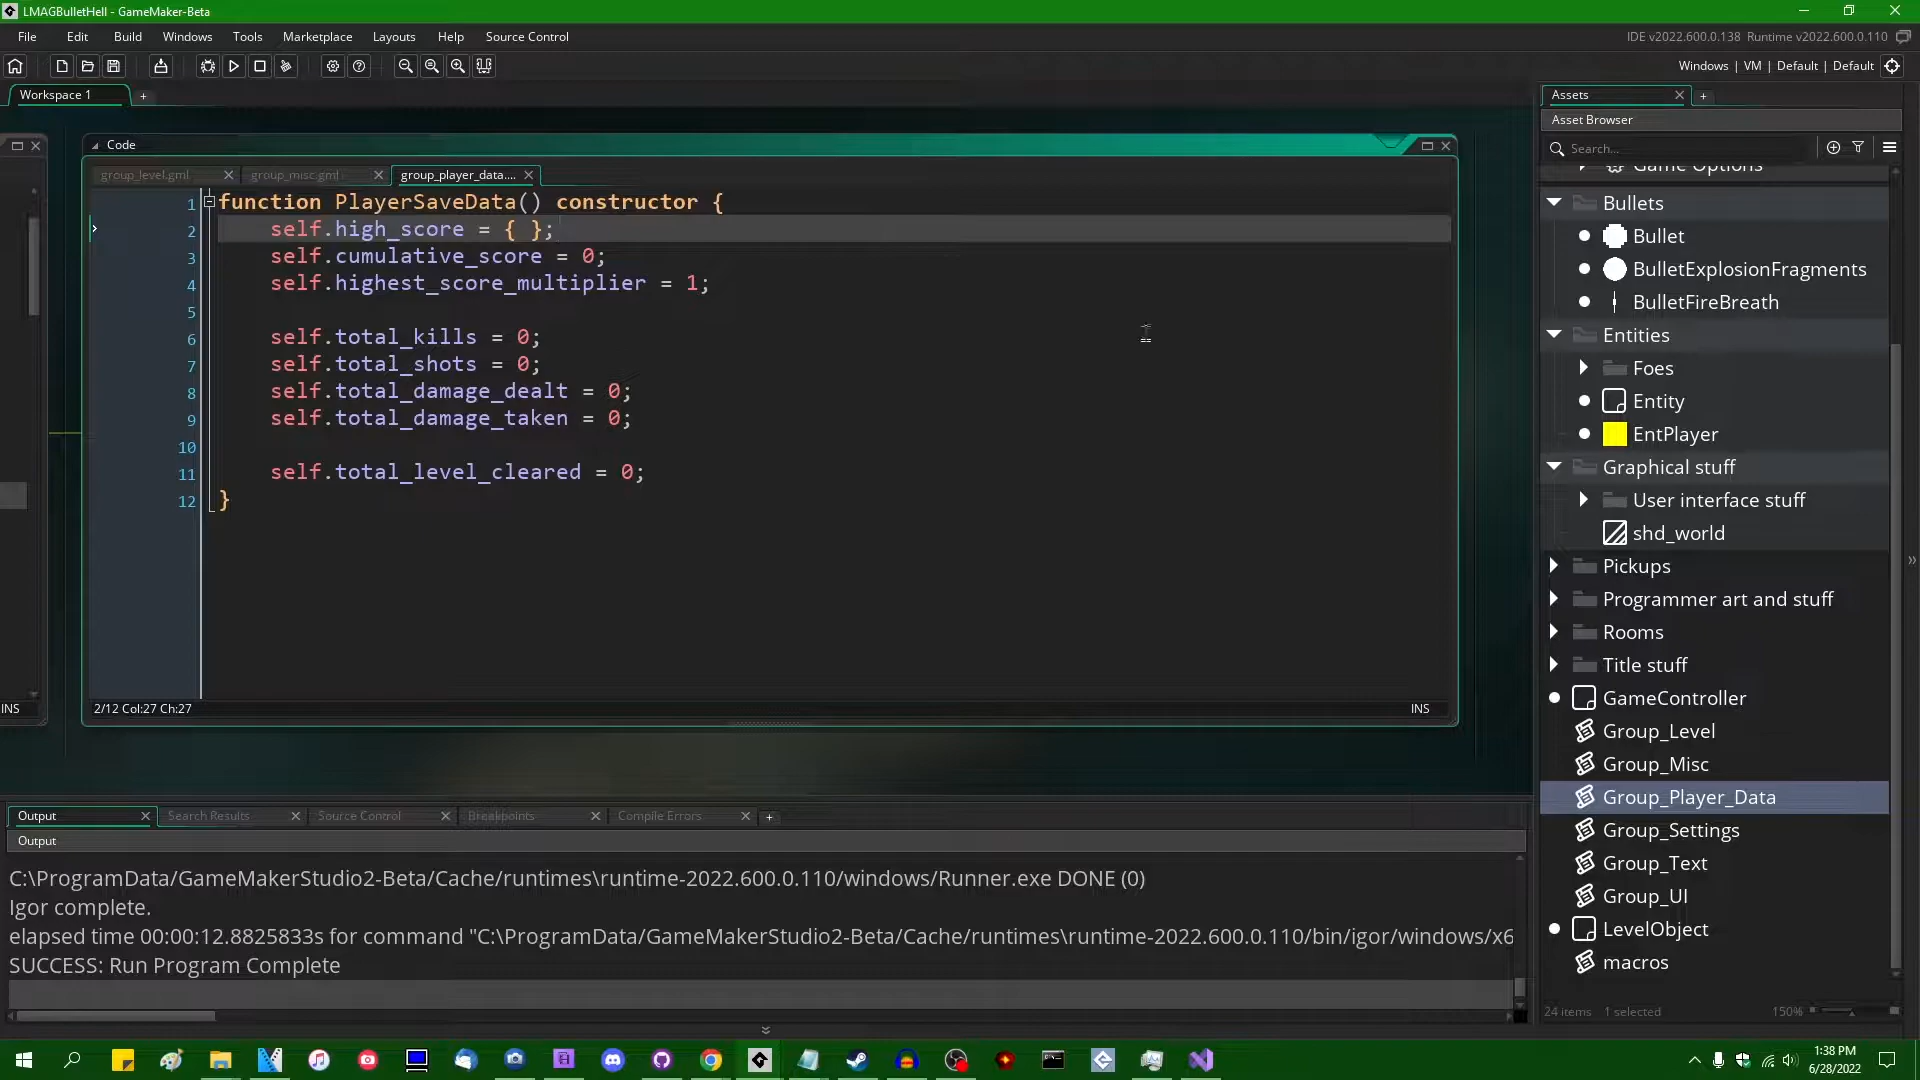 LMAGBulletHell - GameMaker-Beta
File Edit Build Windows Tools Marketplace Layouts Help Source Control
IDE v2022.600.0.138 Runtime v2022.600.0.110
Windows | VM | Default | Default
Workspace 1
Code
group_level.gml group_misc.gml group_player_data....
1 function PlayerSaveData() constructor {
2 self.high_score = { };
3 self.cumulative_score = 0;
4 self.highest_score_multiplier = 1;
5
6 self.total_kills = 0;
7 self.total_shots = 0;
8 self.total_damage_dealt = 0;
9 self.total_damage_taken = 0;
10
11 self.total_level_cleared = 0;
12 }
INS
2/12 Col:27 Ch:27
INS
Assets
Asset Browser
Search...
Game Options
Bullets
Bullet
BulletExplosionFragments
BulletFireBreath
Entities
Foes
Entity
EntPlayer
Graphical stuff
User interface stuff
shd_world
Pickups
Programmer art and stuff
Rooms
Title stuff
GameController
Group_Level
Group_Misc
Group_Player_Data
Group_Settings
Group_Text
Group_UI
LevelObject
macros
24 items 1 selected 150%
Output Search Results Source Control Breakpoints Compile Errors
Output
C:\ProgramData/GameMakerStudio2-Beta/Cache/runtimes\runtime-2022.600.0.110/windows/Runner.exe DONE (0)
Igor complete.
elapsed time 00:00:12.8825833s for command "C:\ProgramData/GameMakerStudio2-Beta/Cache/runtimes\runtime-2022.600.0.110/bin/igor/windows/x6
SUCCESS: Run Program Complete
1:38 PM
6/28/2022